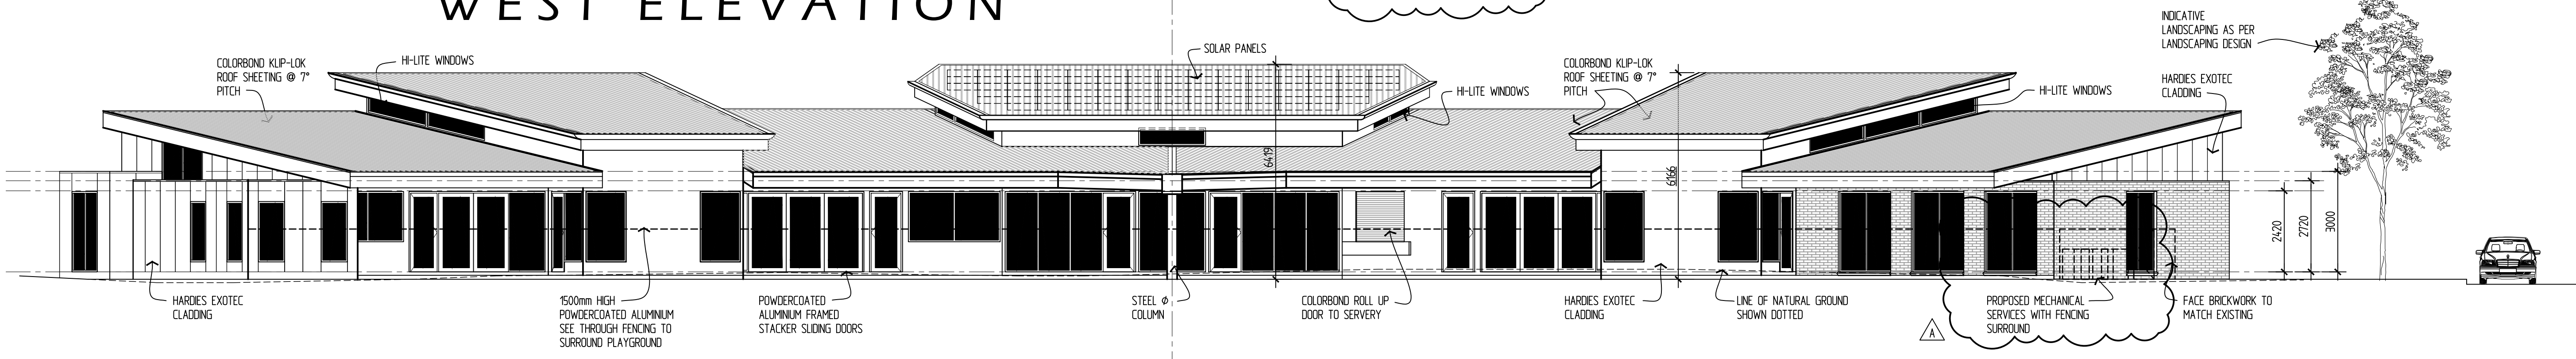 WEST ELEVATION
COLORBOND KLIP-LOK
ROOF SHEETING @ 7°
PITCH
HI-LITE WINDOWS
SOLAR PANELS
6419
HI-LITE WINDOWS
COLORBOND KLIP-LOK
ROOF SHEETING @ 7°
PITCH
6166
HI-LITE WINDOWS
INDICATIVE
LANDSCAPING AS PER
LANDSCAPING DESIGN
HARDIES EXOTEC
CLADDING
2420
2720
3000
HARDIES EXOTEC
CLADDING
1500mm HIGH
POWDERCOATED ALUMINIUM
SEE THROUGH FENCING TO
SURROUND PLAYGROUND
POWDERCOATED
ALUMINIUM FRAMED
STACKER SLIDING DOORS
STEEL Ø
COLUMN
COLORBOND ROLL UP
DOOR TO SERVERY
HARDIES EXOTEC
CLADDING
LINE OF NATURAL GROUND
SHOWN DOTTED
A
PROPOSED MECHANICAL
SERVICES WITH FENCING
SURROUND
FACE BRICKWORK TO
MATCH EXISTING